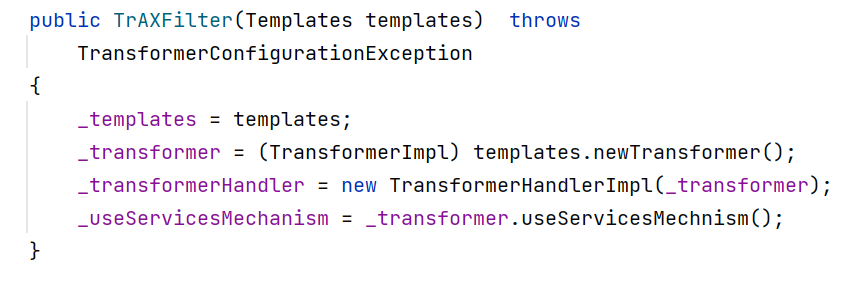 public TrAXFilter(Templates templates)  throws
    TransformerConfigurationException
{
    _templates = templates;
    _transformer = (TransformerImpl) templates.newTransformer();
    _transformerHandler = new TransformerHandlerImpl(_transformer);
    _useServicesMechanism = _transformer.useServicesMechnism();
}